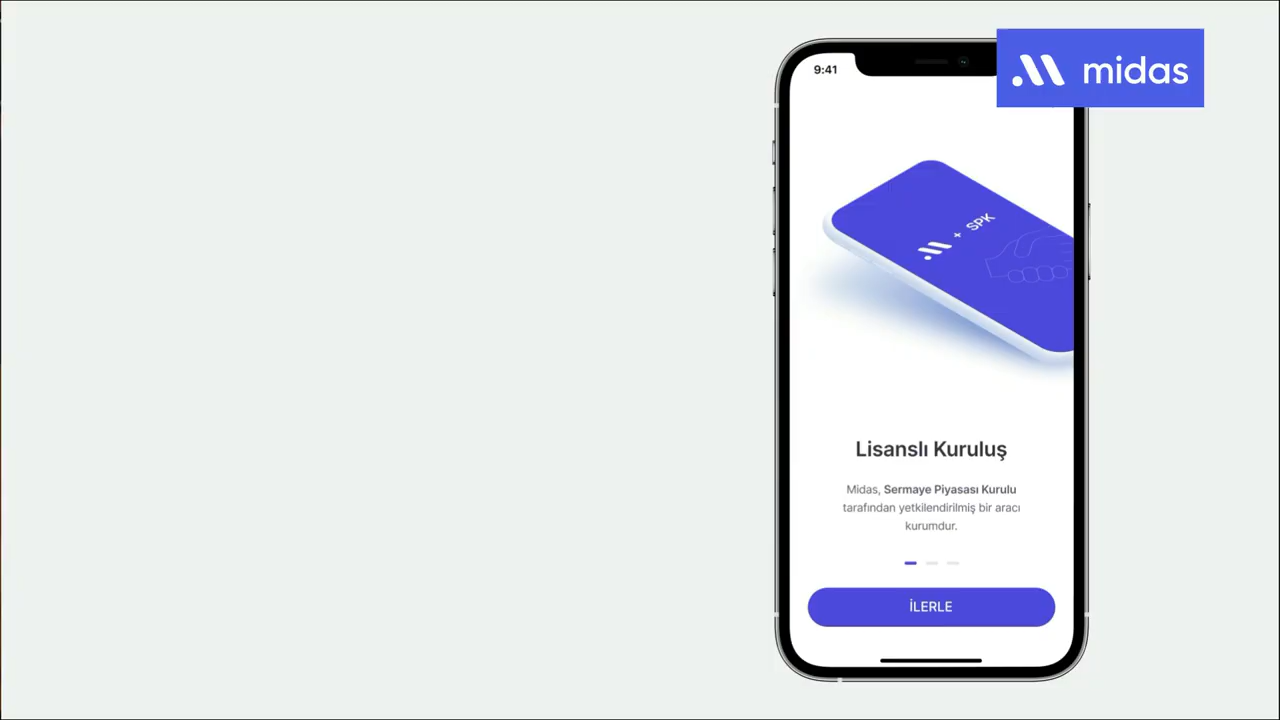 9:41
midas
+ SPK
Lisanslı Kuruluş
Midas, Sermaye Piyasası Kurulu
tarafından yetkilendirilmiş bir aracı
kurumdur.
İLERLE